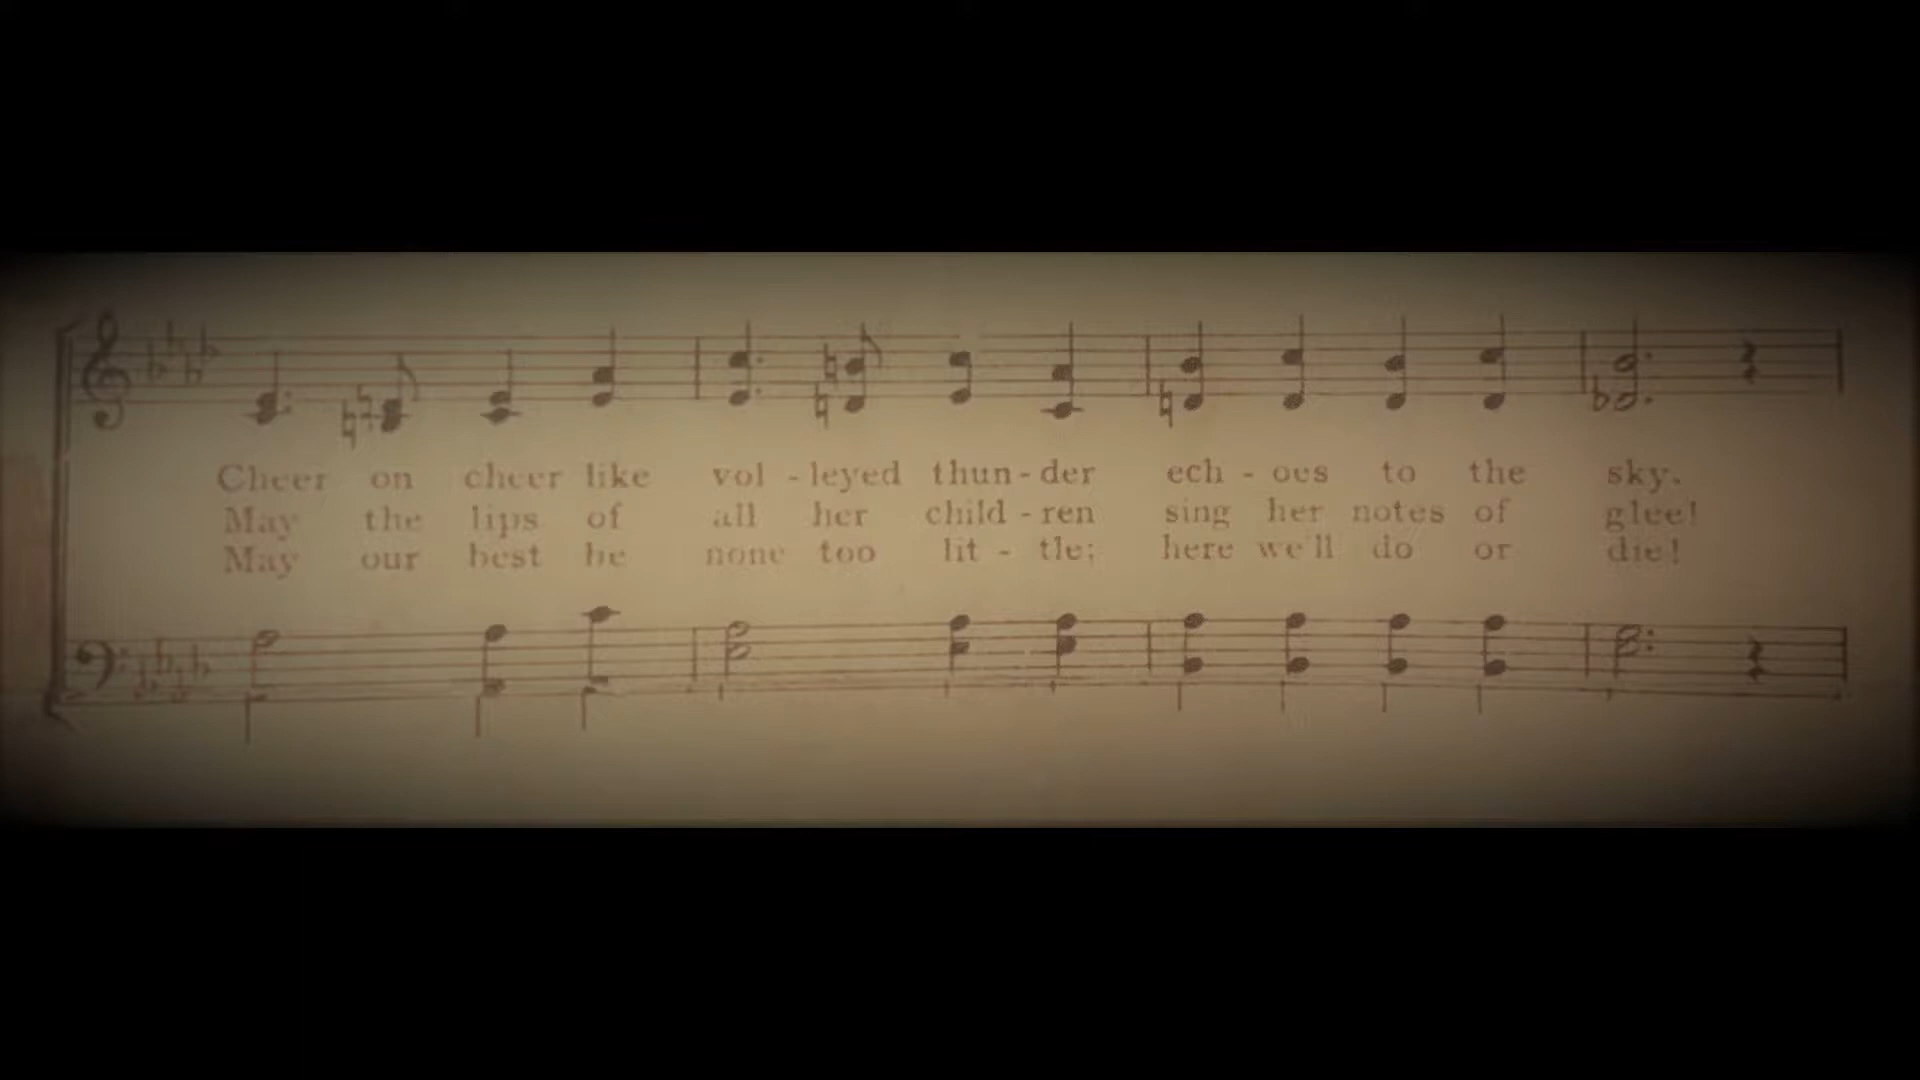 Cheer on cheer like vol - leyed thun - der ech - oes to the sky.
May the lips of all her child - ren sing her notes of glee!
May our best be none too lit - tle; here we'll do or die!